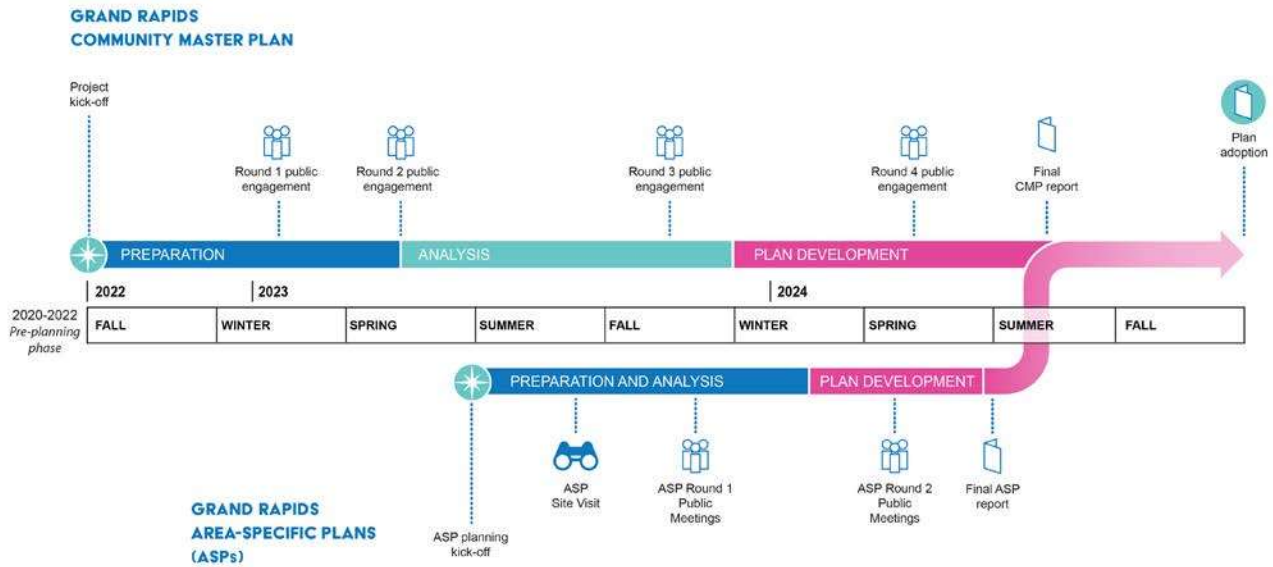 GRAND RAPIDS
COMMUNITY MASTER PLAN
Project
kick-off
Round 1 public
engagement
Round 2 public
engagement
Round 3 public
engagement
Round 4 public
engagement
Final
CMP report
Plan
adoption
PREPARATION
ANALYSIS
PLAN DEVELOPMENT
2022
2023
2024
2020-2022
Pre-planning
phase
FALL
WINTER
SPRING
SUMMER
FALL
WINTER
SPRING
SUMMER
FALL
PREPARATION AND ANALYSIS
PLAN DEVELOPMENT
ASP
Site Visit
ASP Round 1
Public
Meetings
ASP Round 2
Public
Meetings
Final ASP
report
ASP planning
kick-off
GRAND RAPIDS
AREA-SPECIFIC PLANS
(ASPs)